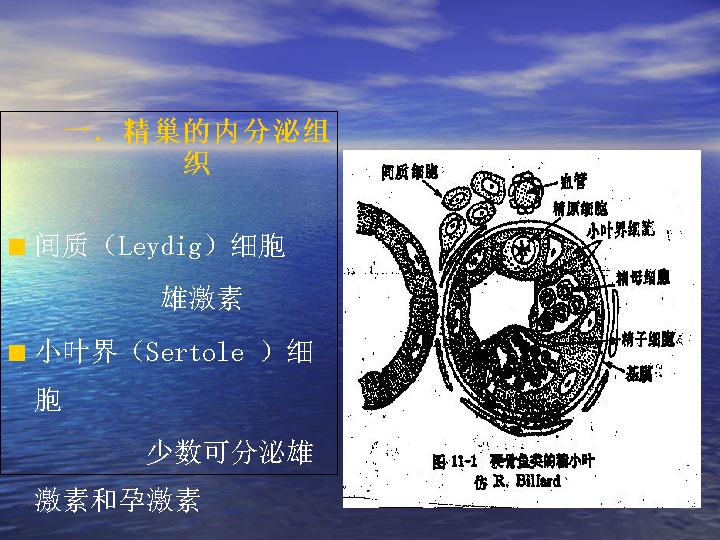 一. 精巢的内分泌组
织
间质（Leydig）细胞
雄激素
小叶界（Sertole ）细
胞
少数可分泌雄
激素和孕激素
间质细胞
血管
精原细胞
小叶界细胞
精母细胞
精子细胞
基膜
图 11-1 硬骨鱼类的精小叶
仿 R. Billard